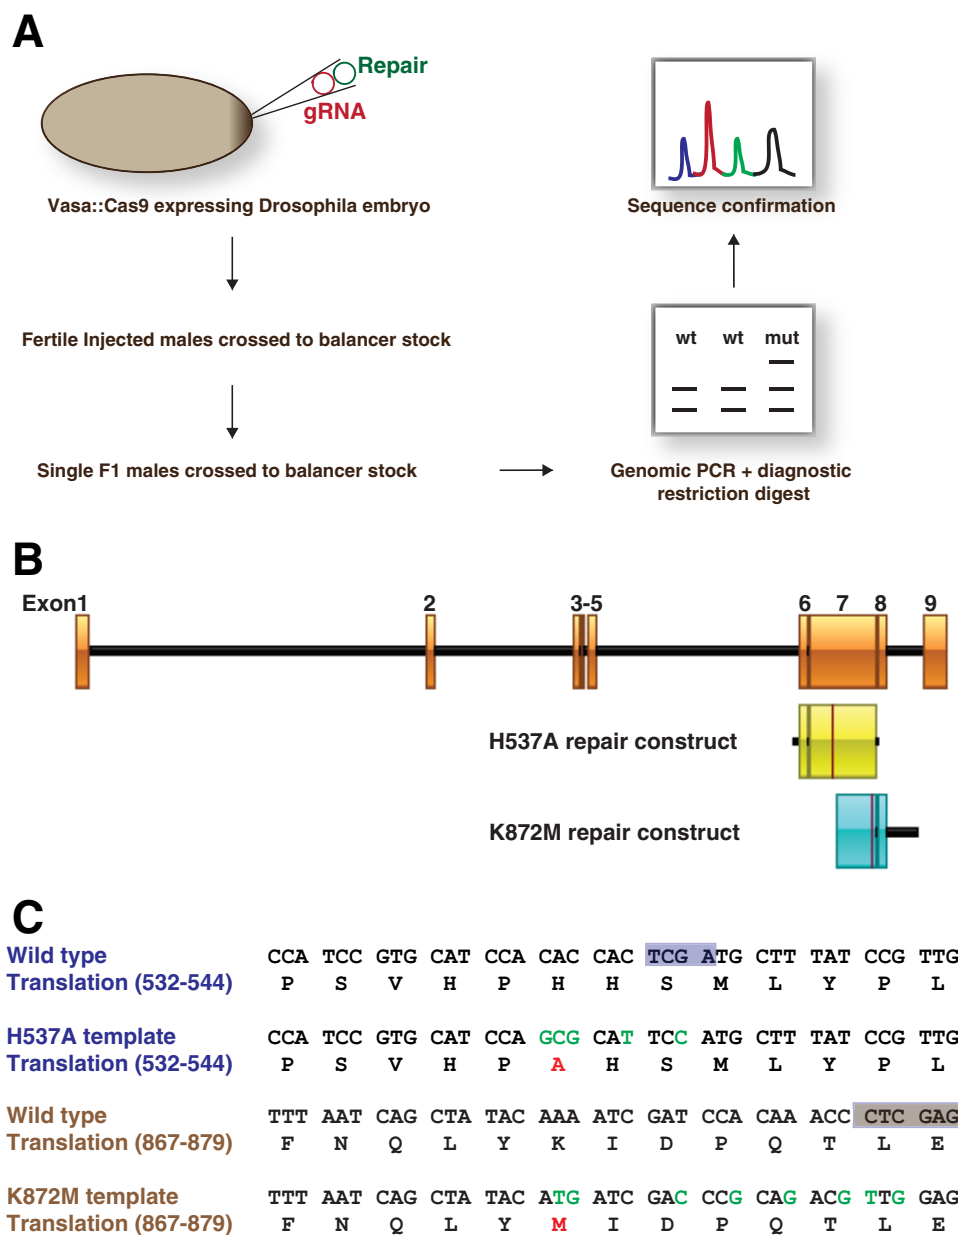 A
Repair
gRNA
Vasa::Cas9 expressing Drosophila embryo
Fertile Injected males crossed to balancer stock
Single F1 males crossed to balancer stock
Sequence confirmation
wt wt mut
Genomic PCR + diagnostic
restriction digest
B
Exon1 2 3-5 6 7 8 9
H537A repair construct
K872M repair construct
C
Wild type CCA TCC GTG CAT CCA CAC CAC TCG ATG CTT TAT CCG TTG
Translation (532-544) P S V H P H H S M L Y P L
H537A template CCA TCC GTG CAT CCA GCG CAT TCC ATG CTT TAT CCG TTG
Translation (532-544) P S V H P A H S M L Y P L
Wild type TTT AAT CAG CTA TAC AAA ATC GAT CCA CAA ACC CTC GAG
Translation (867-879) F N Q L Y K I D P Q T L E
K872M template TTT AAT CAG CTA TAC ATG ATC GAC CCG CAG ACG TTG GAG
Translation (867-879) F N Q L Y M I D P Q T L E